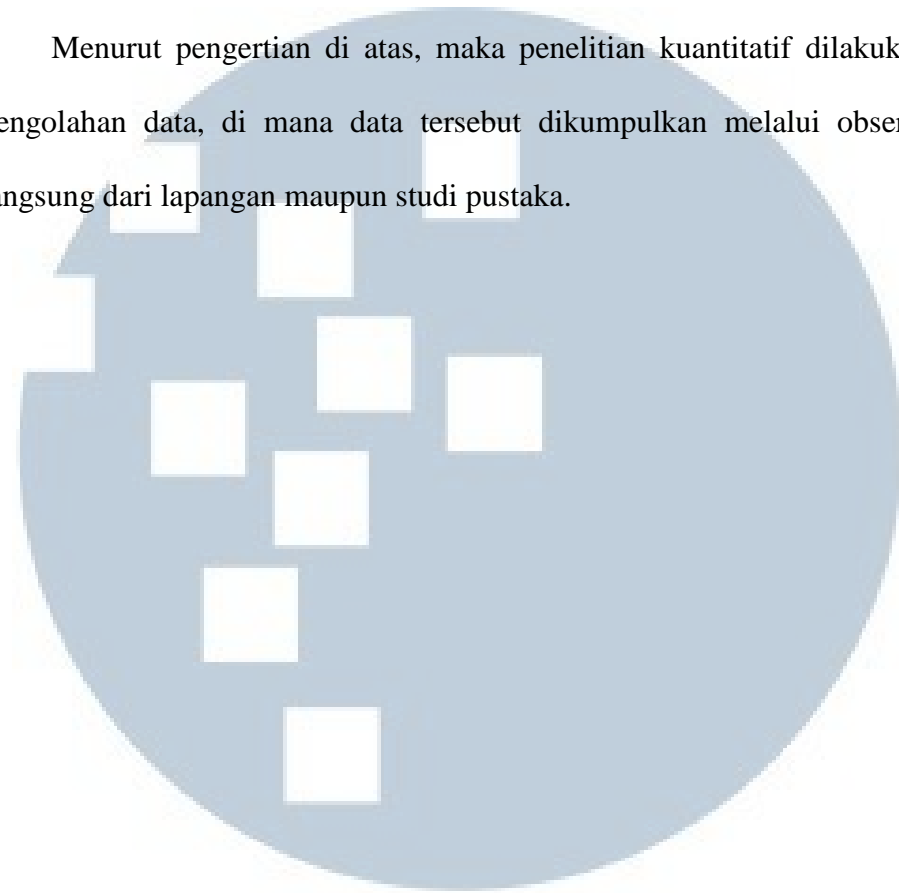 Menurut pengertian di atas, maka penelitian kuantitatif dilakuk
engolahan data, di mana data tersebut dikumpulkan melalui obser
angsung dari lapangan maupun studi pustaka.